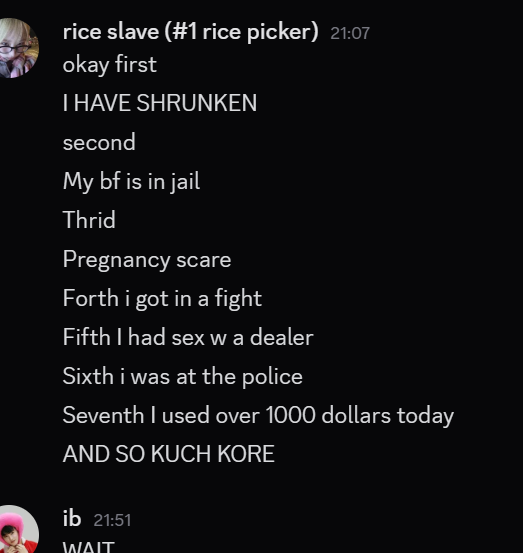 rice slave (#1 rice picker) 21:07
okay first
I HAVE SHRUNKEN
second
My bf is in jail
Thrid
Pregnancy scare
Forth i got in a fight
Fifth I had sex w a dealer
Sixth i was at the police
Seventh I used over 1000 dollars today
AND SO KUCH KORE
ib 21:51
WAIT